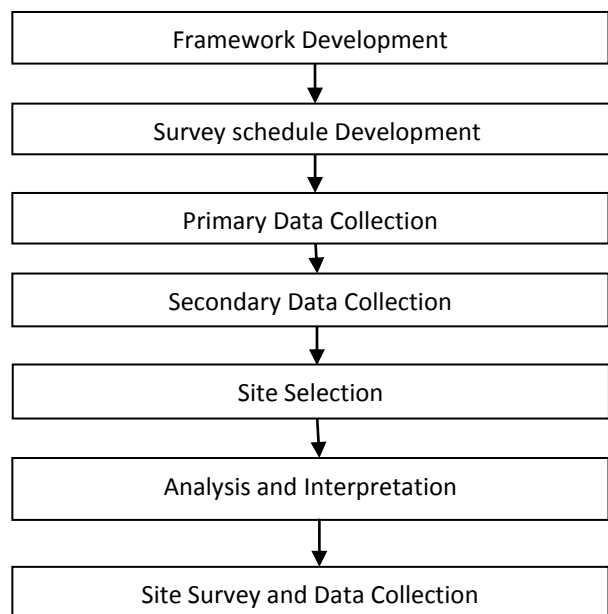 Framework Development
Survey schedule Development
Primary Data Collection
Secondary Data Collection
Site Selection
Analysis and Interpretation
Site Survey and Data Collection